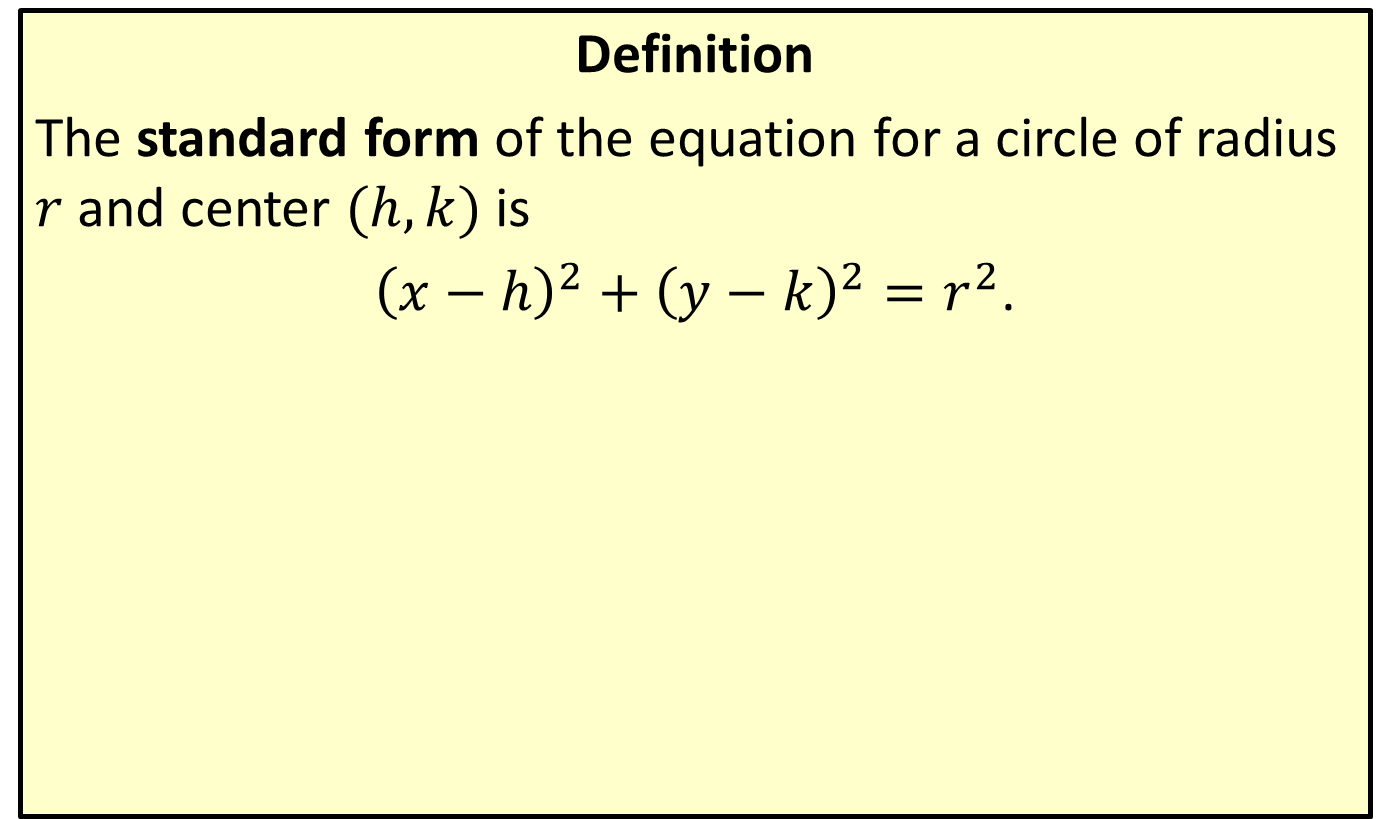 Definition
The standard form of the equation for a circle of radius
r and center (h, k) is
(x − h)² + (y − k)² = r².